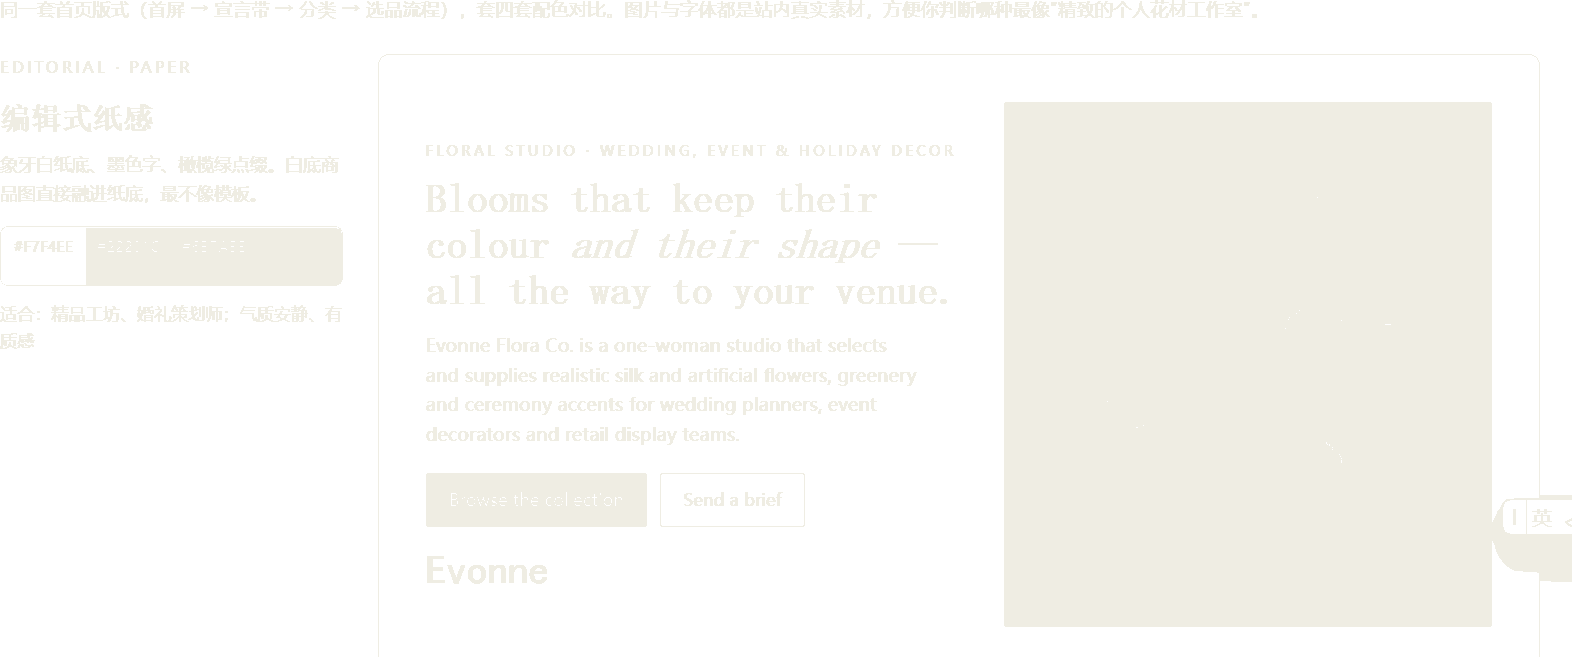 同一套首页版式（首屏 → 宣言带 → 分类 → 选品流程），套四套配色对比。图片与字体都是站内真实素材，方便你判断哪种最像"精致的个人花材工作室"。
EDITORIAL · PAPER
编辑式纸感
象牙白纸底、墨色字、橄榄绿点缀。白底商
品图直接融进纸底，最不像模板。
#F7F4EE
适合：精品工坊、婚礼策划师；气质安静、有
质感
FLORAL STUDIO · WEDDING, EVENT & HOLIDAY DECOR
Blooms that keep their
colour and their shape —
all the way to your venue.
Evonne Flora Co. is a one-woman studio that selects
and supplies realistic silk and artificial flowers, greenery
and ceremony accents for wedding planners, event
decorators and retail display teams.
Browse the collection
Send a brief
Evonne
英